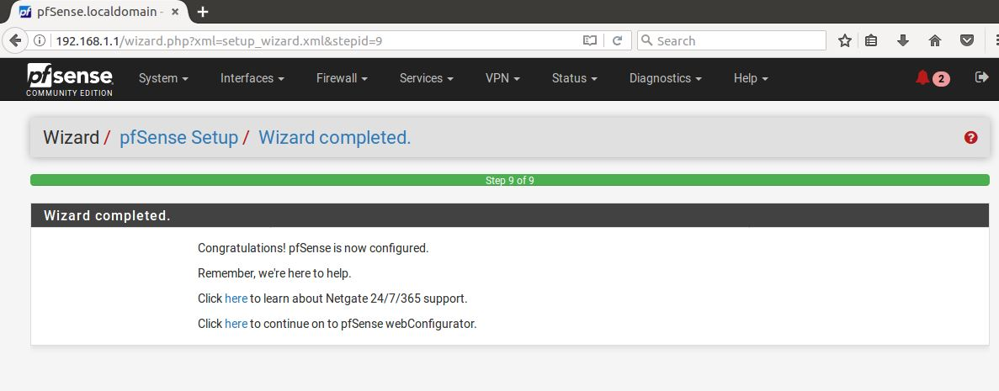 pfSense.localdomain -
192.168.1.1/wizard.php?xml=setup_wizard.xml&stepid=9
Search
pfsense
COMMUNITY EDITION
System
Interfaces
Firewall
Services
VPN
Status
Diagnostics
Help
2
Wizard / pfSense Setup / Wizard completed.
Step 9 of 9
Wizard completed.
Congratulations! pfSense is now configured.
Remember, we're here to help.
Click here to learn about Netgate 24/7/365 support.
Click here to continue on to pfSense webConfigurator.